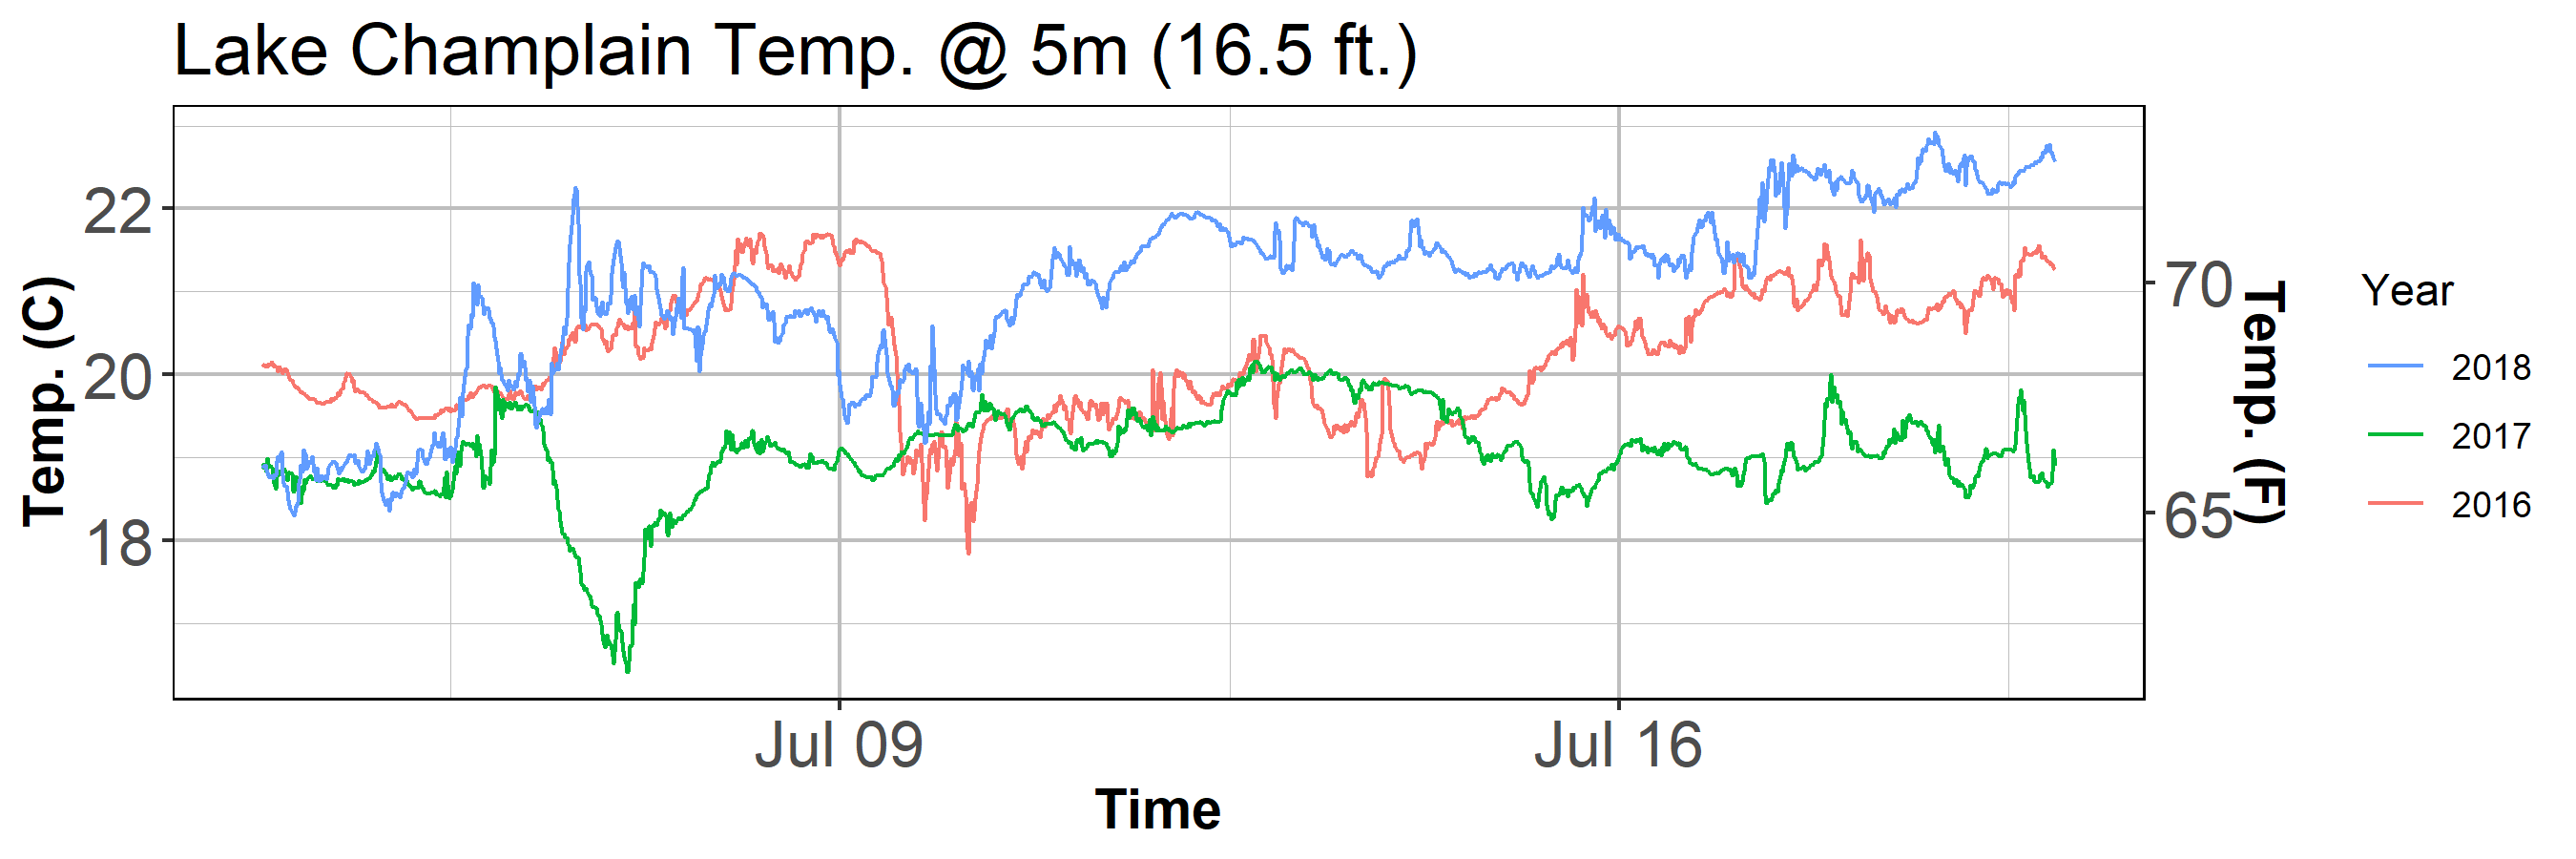 Lake Champlain Temp. @ 5m (16.5 ft.)
Temp. (C)
22
20
18
70
65
Temp. (F)
Jul 09
Jul 16
Time
Year
2018
2017
2016